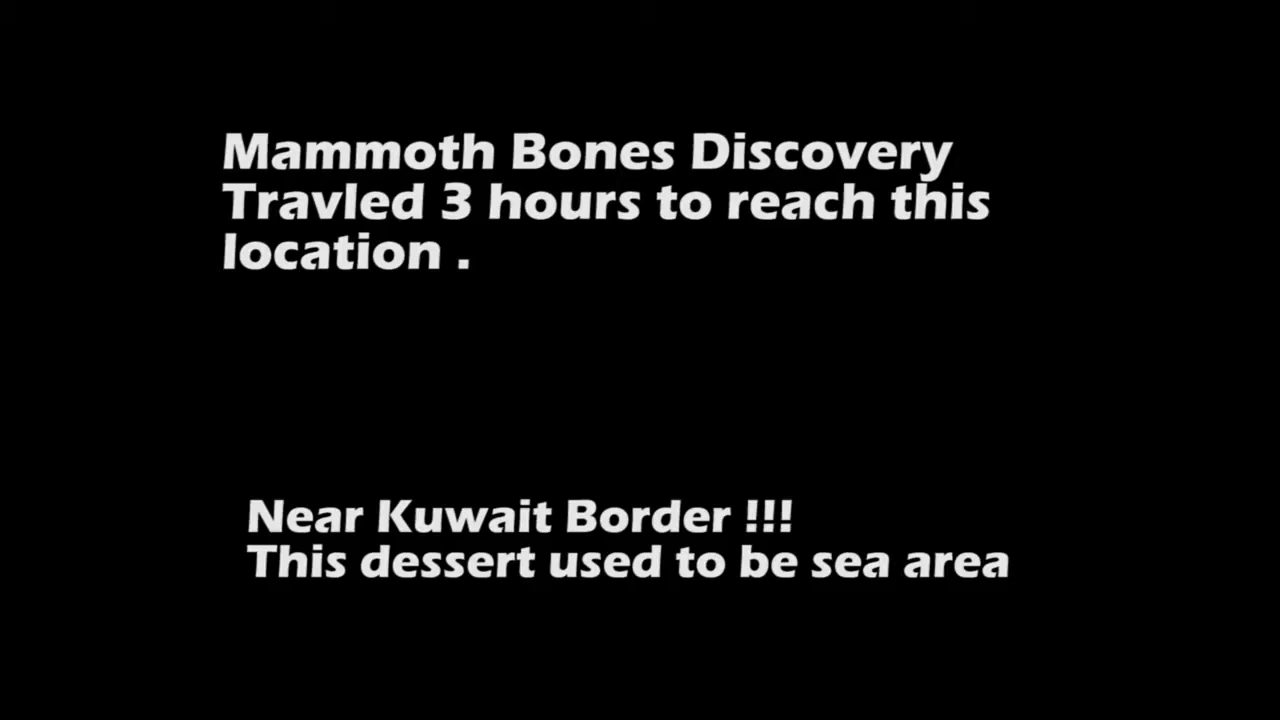 Mammoth Bones Discovery
Travled 3 hours to reach this
location .
Near Kuwait Border !!!
This dessert used to be sea area